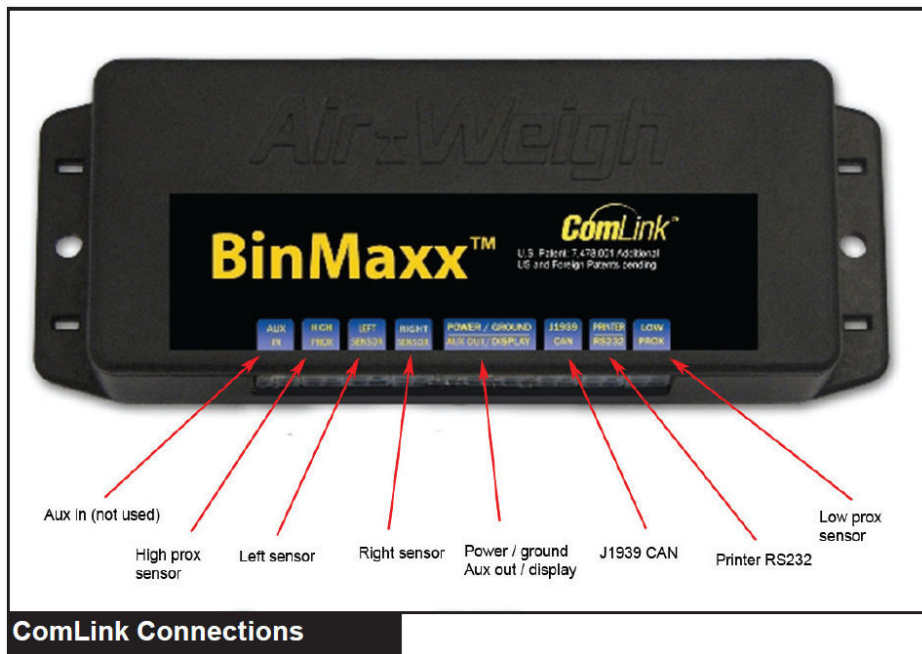 Air-Weigh
BinMaxx™
ComLink™
U.S. Patent: 7,478,001 Additional
US and Foreign Patents pending
AUX
IN
HIGH
PROX
LEFT
SENSOR
RIGHT
SENSOR
POWER / GROUND
AUX OUT / DISPLAY
J1939
CAN
PRINTER
RS232
LOW
PROX
Aux in (not used)
High prox
sensor
Left sensor
Right sensor
Power / ground
Aux out / display
J1939 CAN
Printer RS232
Low prox
sensor
ComLink Connections